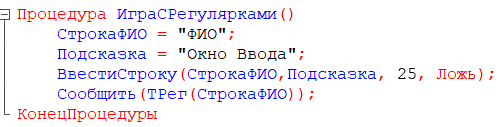 Процедура ИграСРегулярками()
СтрокаФИО = "ФИО";
Подсказка = "Окно Ввода";
ВвестиСтроку(СтрокаФИО,Подсказка, 25, Ложь);
Сообщить(ТРег(СтрокаФИО));
КонецПроцедуры